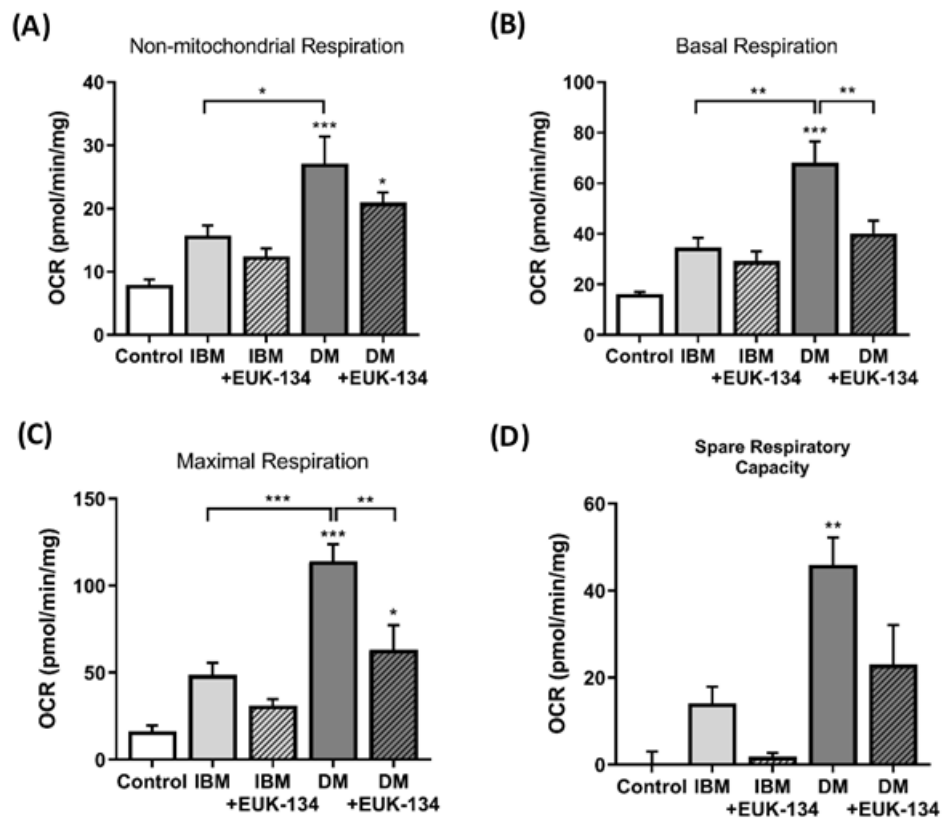 (A)
Non-mitochondrial Respiration
OCR (pmol/min/mg)
40
30
20
10
0
*
***
*
Control IBM IBM DM DM
+EUK-134 +EUK-134
(B)
Basal Respiration
OCR (pmol/min/mg)
100
80
60
40
20
0
** **
***
Control IBM IBM DM DM
+EUK-134 +EUK-134
(C)
Maximal Respiration
OCR (pmol/min/mg)
150
100
50
0
*** **
***
*
Control IBM IBM DM DM
+EUK-134 +EUK-134
(D)
Spare Respiratory
Capacity
OCR (pmol/min/mg)
60
40
20
0
**
Control IBM IBM DM DM
+EUK-134 +EUK-134